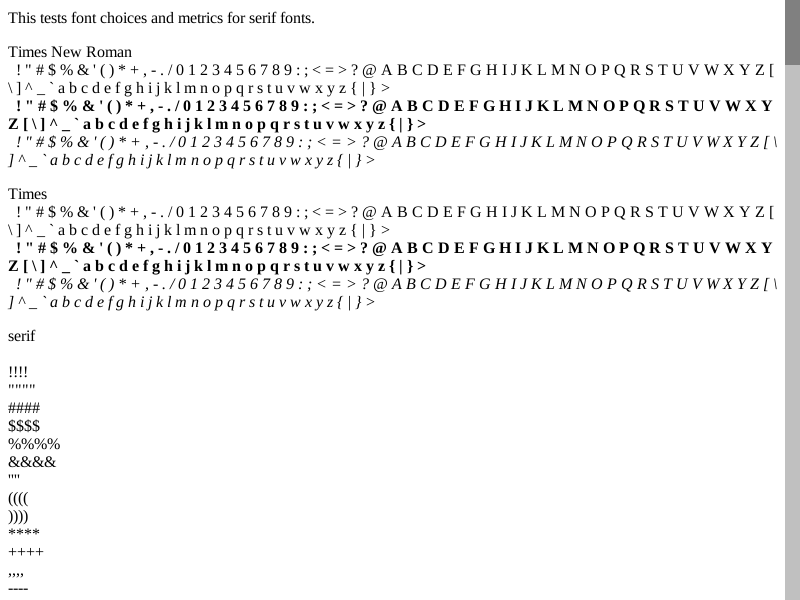 This tests font choices and metrics for serif fonts.
Times New Roman
! " # $ % & ' ( ) * + , - . / 0 1 2 3 4 5 6 7 8 9 : ; < = > ? @ A B C D E F G H I J K L M N O P Q R S T U V W X Y Z [
\ ] ^ _ ` a b c d e f g h i j k l m n o p q r s t u v w x y z { | } >
! " # $ % & ' ( ) * + , - . / 0 1 2 3 4 5 6 7 8 9 : ; < = > ? @ A B C D E F G H I J K L M N O P Q R S T U V W X Y
Z [ \ ] ^ _ ` a b c d e f g h i j k l m n o p q r s t u v w x y z { | } >
! " # $ % & ' ( ) * + , - . / 0 1 2 3 4 5 6 7 8 9 : ; < = > ? @ A B C D E F G H I J K L M N O P Q R S T U V W X Y Z [ \
] ^ _ ` a b c d e f g h i j k l m n o p q r s t u v w x y z { | } >
Times
! " # $ % & ' ( ) * + , - . / 0 1 2 3 4 5 6 7 8 9 : ; < = > ? @ A B C D E F G H I J K L M N O P Q R S T U V W X Y Z [
\ ] ^ _ ` a b c d e f g h i j k l m n o p q r s t u v w x y z { | } >
! " # $ % & ' ( ) * + , - . / 0 1 2 3 4 5 6 7 8 9 : ; < = > ? @ A B C D E F G H I J K L M N O P Q R S T U V W X Y
Z [ \ ] ^ _ ` a b c d e f g h i j k l m n o p q r s t u v w x y z { | } >
! " # $ % & ' ( ) * + , - . / 0 1 2 3 4 5 6 7 8 9 : ; < = > ? @ A B C D E F G H I J K L M N O P Q R S T U V W X Y Z [ \
] ^ _ ` a b c d e f g h i j k l m n o p q r s t u v w x y z { | } >
serif
!!!!
""""
####
$$$$
%%%%
&&&&
''''
((((
))))
****
++++
,,,,
----